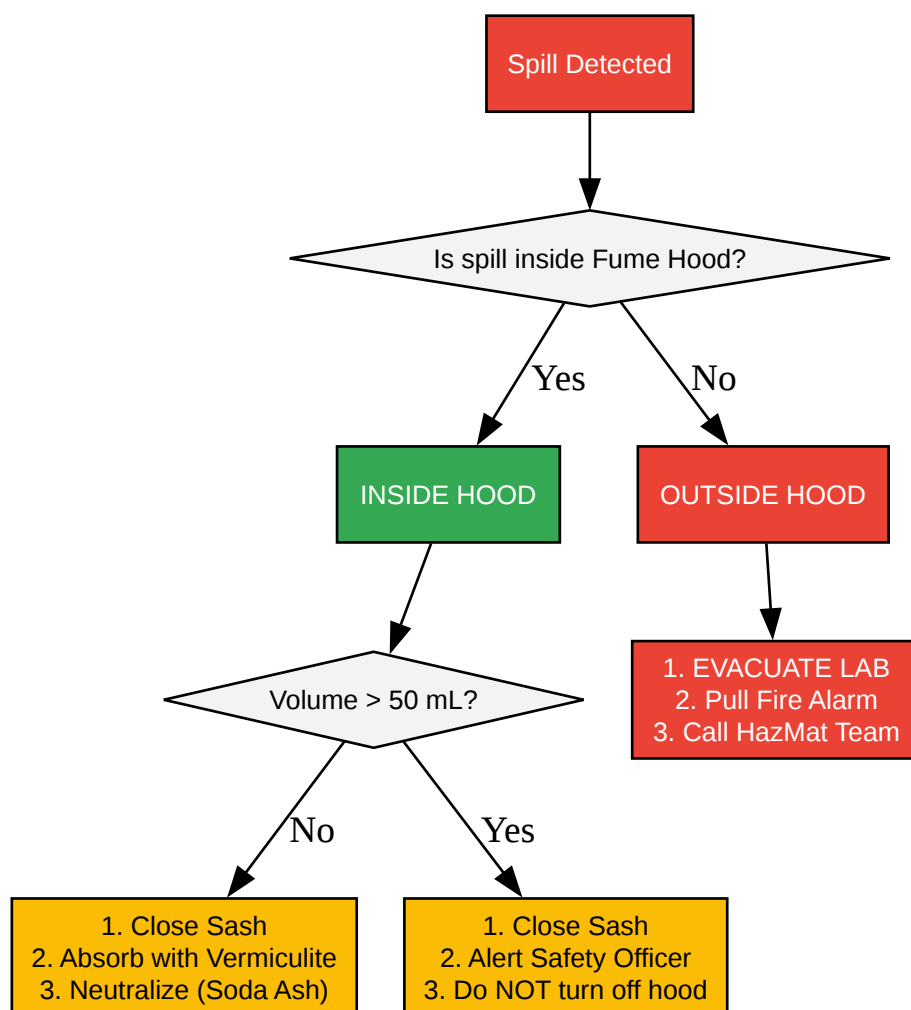 Spill Detected
Is spill inside Fume Hood?
Yes
No
INSIDE HOOD
OUTSIDE HOOD
Volume > 50 mL?
1. EVACUATE LAB
2. Pull Fire Alarm
3. Call HazMat Team
No
Yes
1. Close Sash
2. Absorb with Vermiculite
3. Neutralize (Soda Ash)
1. Close Sash
2. Alert Safety Officer
3. Do NOT turn off hood